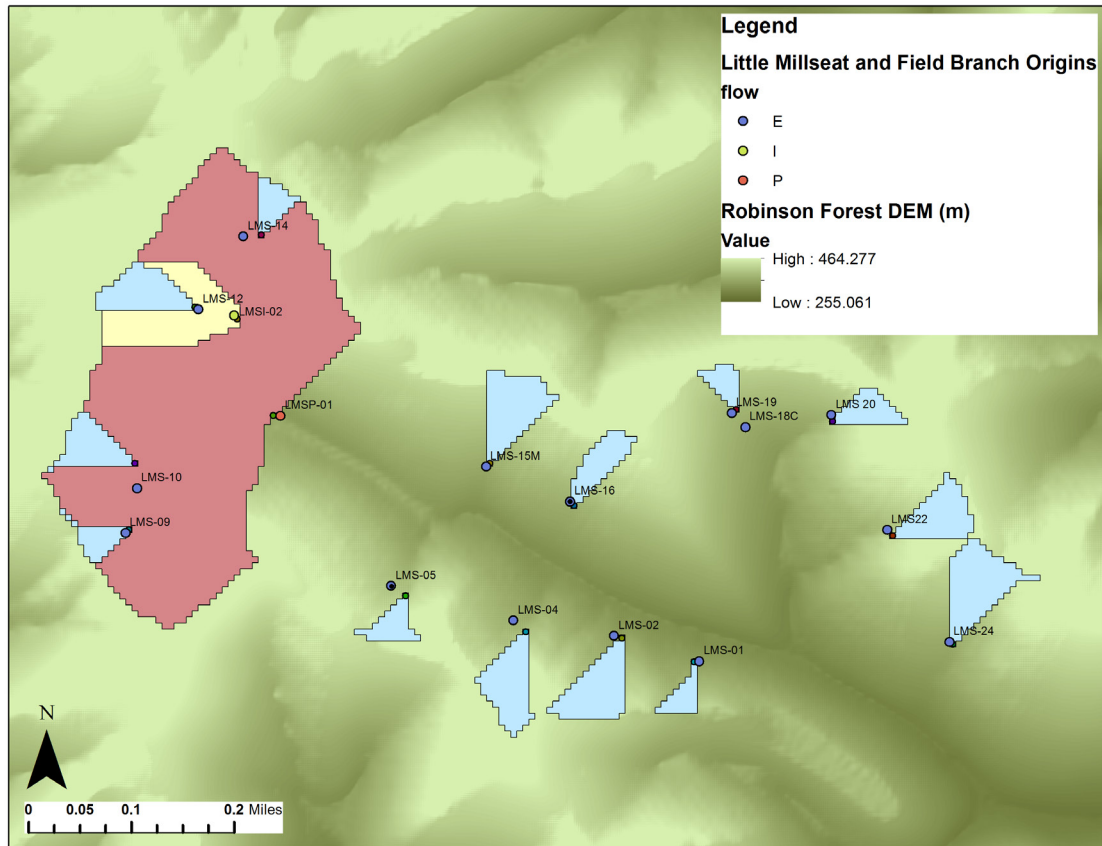 Legend
Little Millseat and Field Branch Origins
flow
E
I
P
Robinson Forest DEM (m)
Value
High : 464.277
Low : 255.061
LMS-14
LMS-12
LMSI-02
LMSP-01
LMS-19
LMS-18C
LMS 20
LMS-15M
LMS-10
LMS-16
LMS-09
LMS22
LMS-05
LMS-04
LMS-02
LMS-24
LMS-01
N
0 0.05 0.1 0.2 Miles